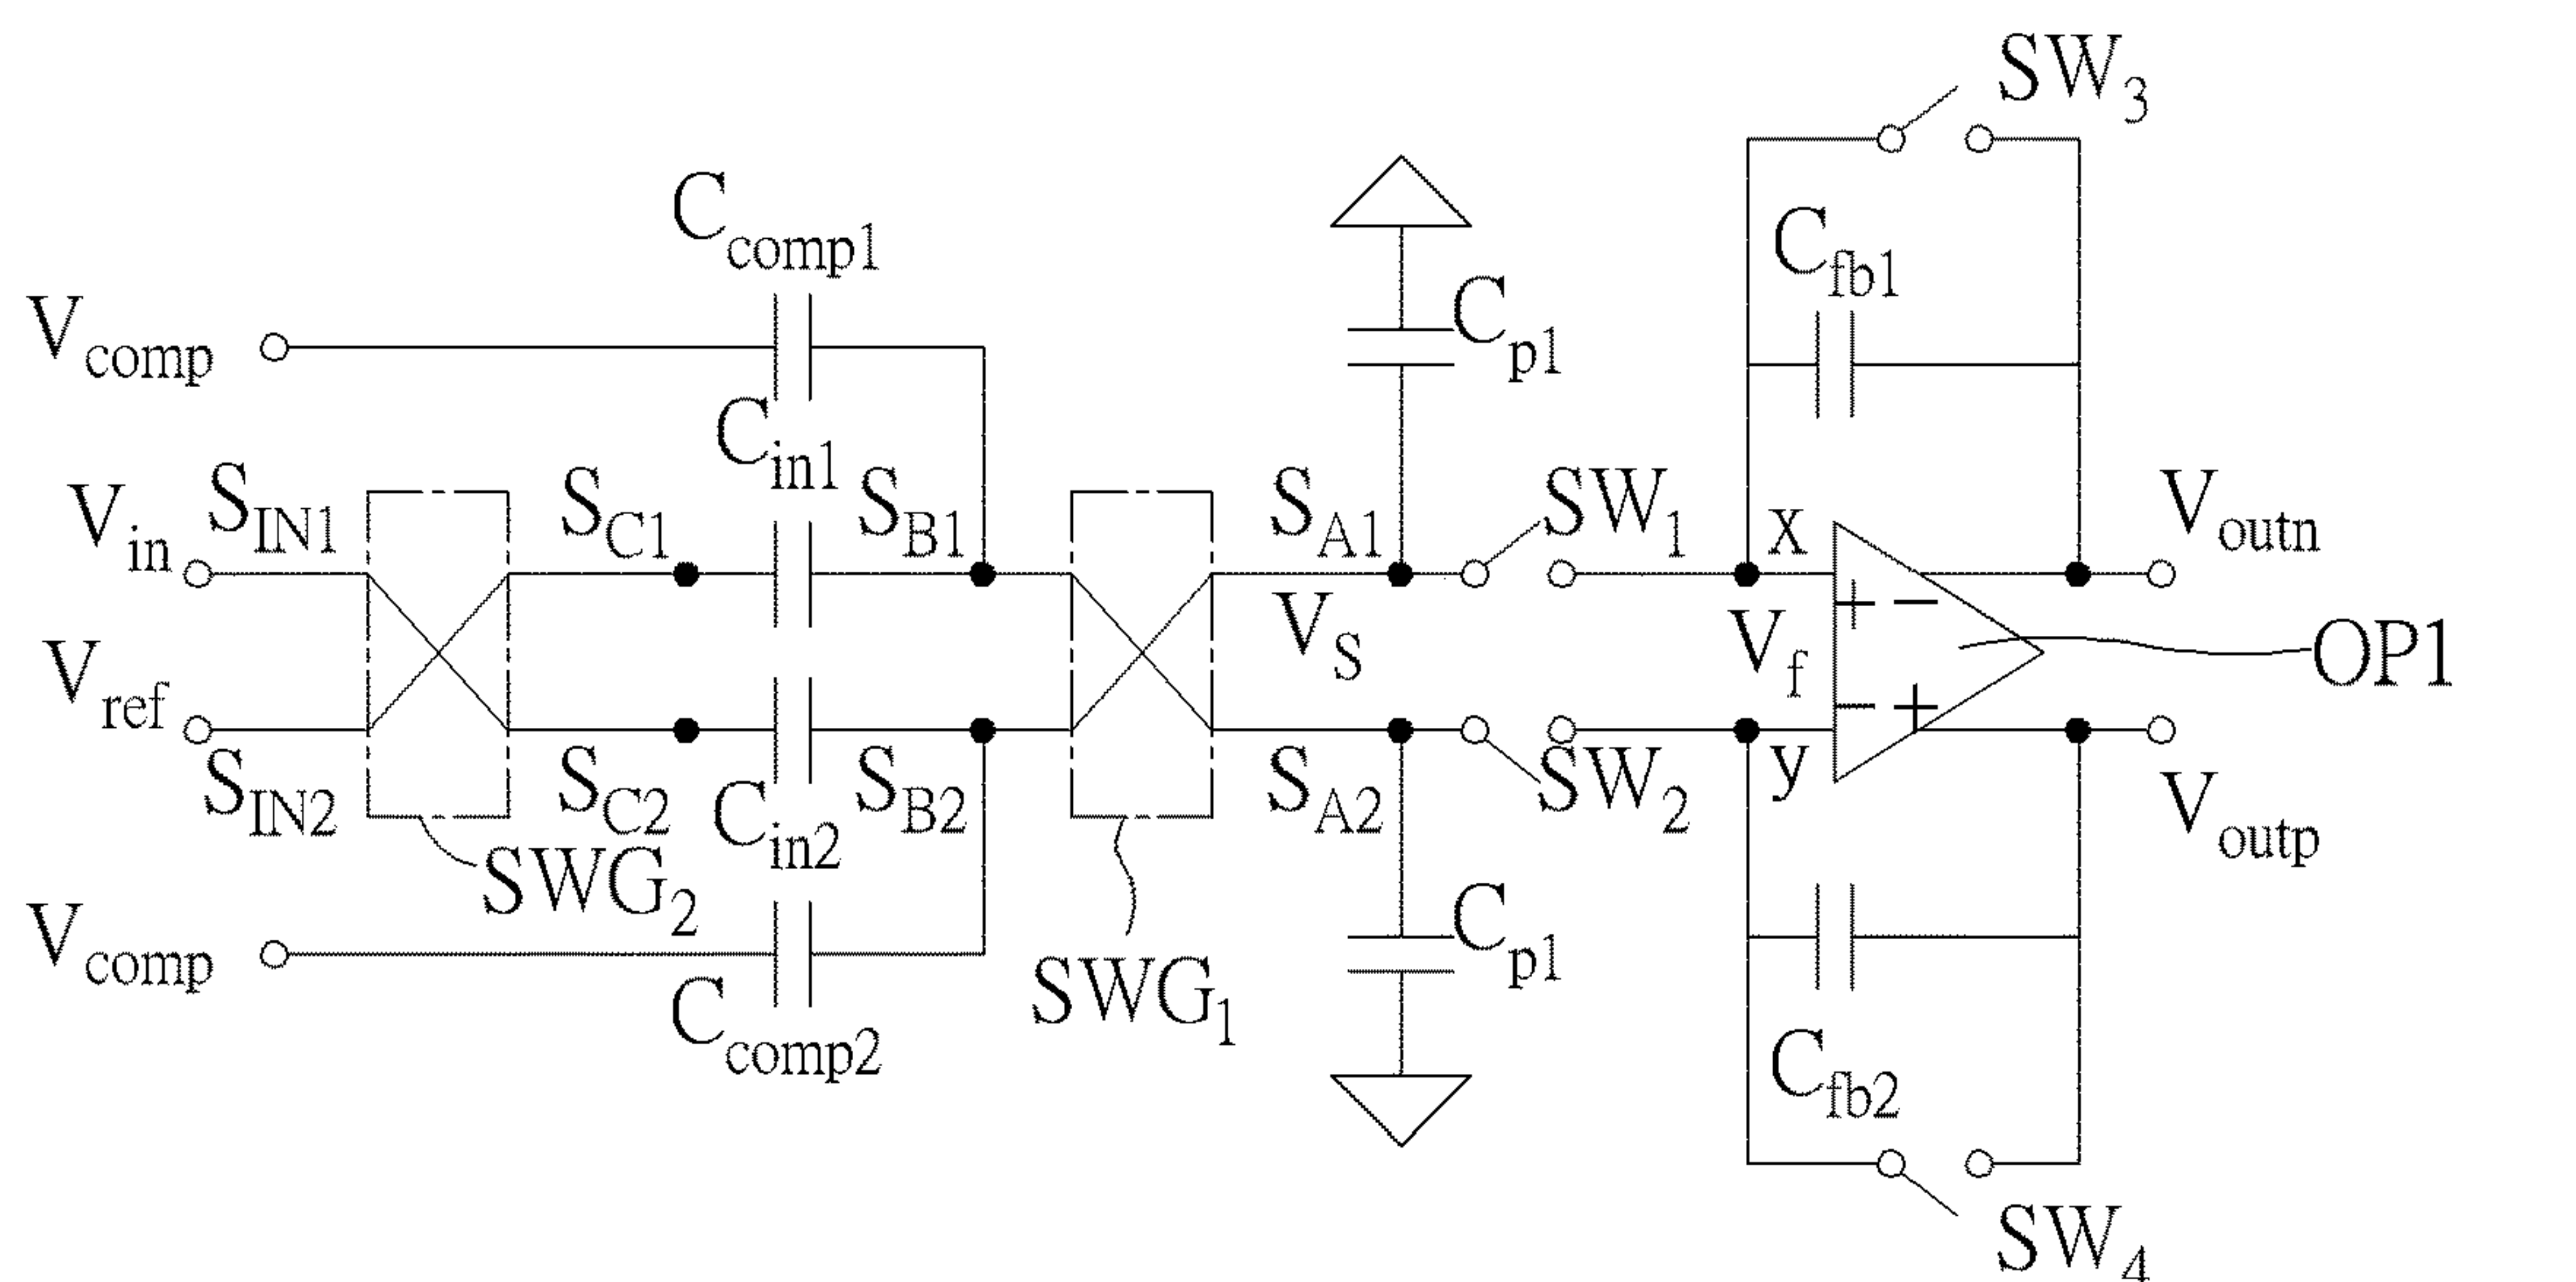 SW3
Ccomp1
Cfb1
Vcomp
Cp1
Cin1
Vin
SIN1
SC1
SB1
SA1
SW1
x
Voutn
Vref
VS
Vf
+ −
− +
OP1
SIN2
SC2
Cin2
SB2
SA2
SW2
y
Voutp
SWG2
Vcomp
SWG1
Cp1
Ccomp2
Cfb2
SW4